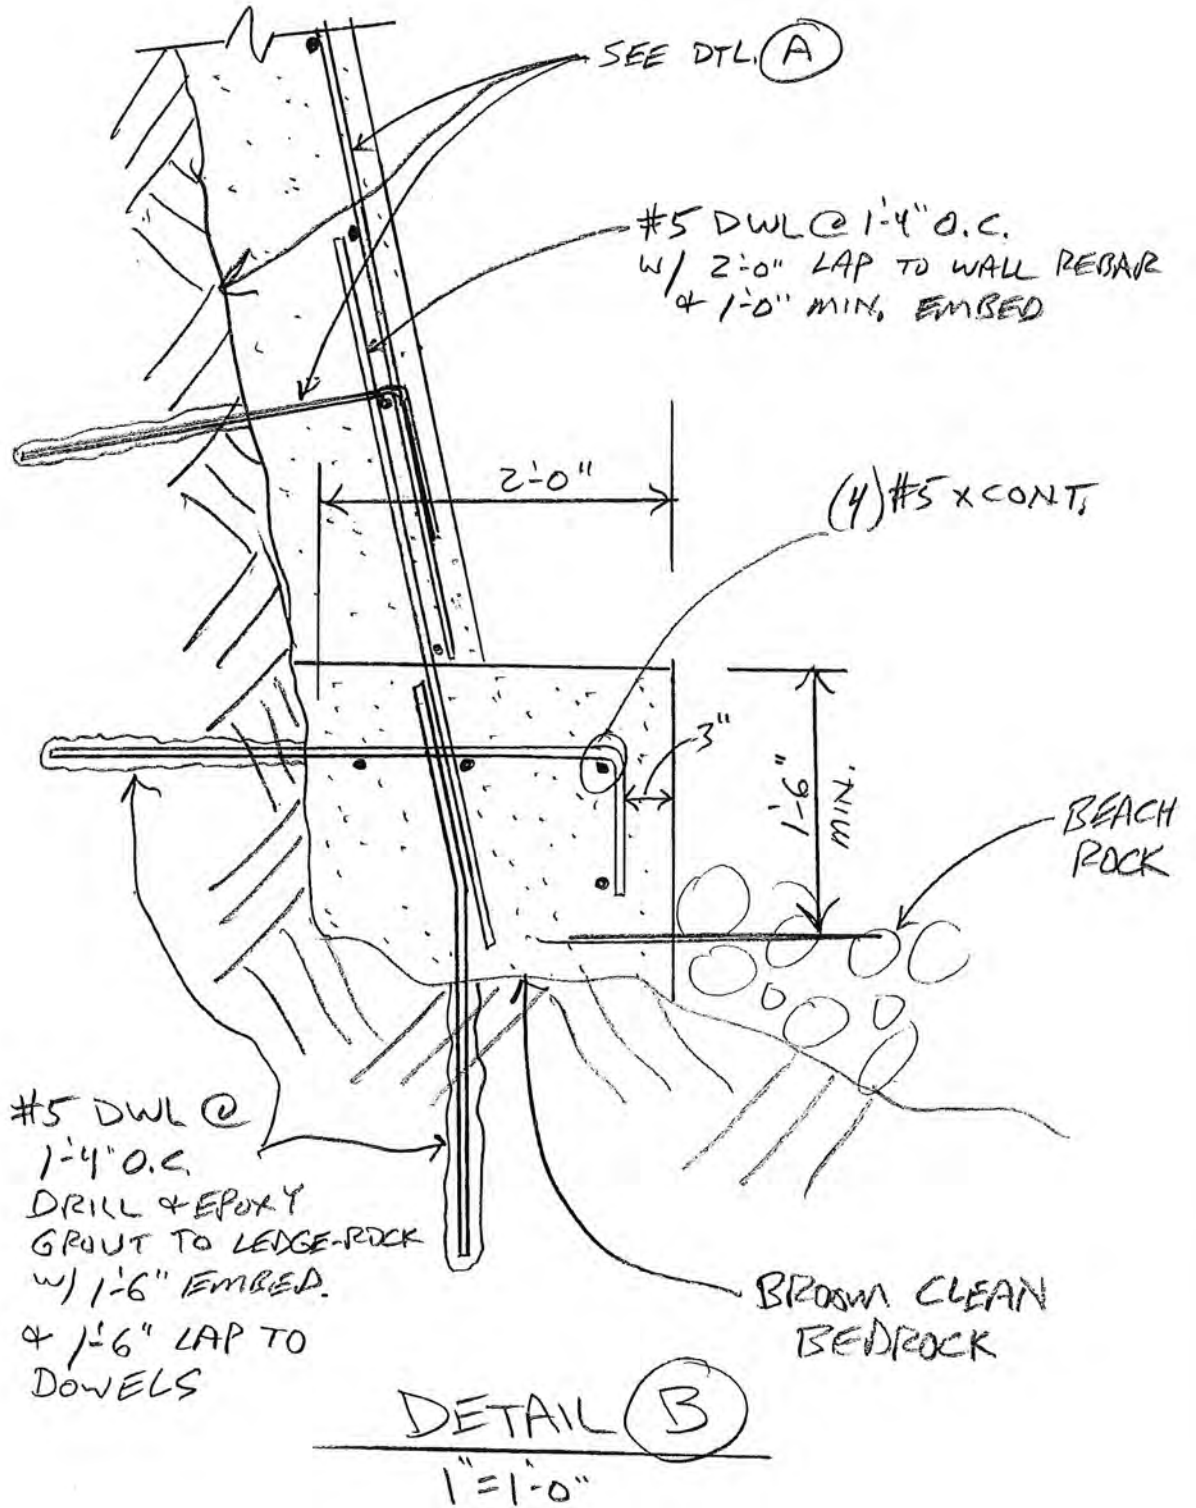 SEE DTL. A
#5 DWL @ 1'-4" O.C.
W/ 2'-0" LAP TO WALL REBAR
& 1'-0" MIN. EMBED
2'-0"
(4) #5 X CONT.
3"
1'-6"
MIN.
BEACH
ROCK
#5 DWL @
1'-4" O.C.
DRILL & EPOXY
GROUT TO LEDGE-ROCK
W/ 1'-6" EMBED.
& 1'-6" LAP TO
DOWELS
BROOM CLEAN
BEDROCK
DETAIL B
1" = 1'-0"